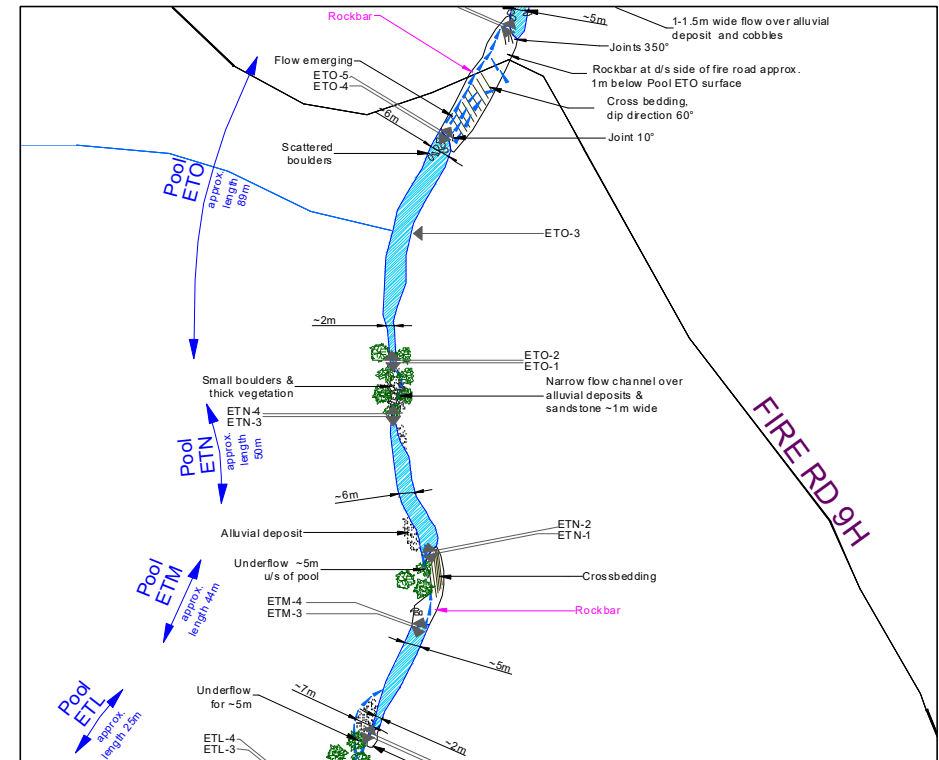 Rockbar
~5m
1-1.5m wide flow over alluvial
deposit and cobbles
Joints 350°
Flow emerging
ETO-5
ETO-4
Rockbar at d/s side of fire road approx.
1m below Pool ETO surface
Cross bedding,
dip direction 60°
~6m
Joint 10°
Scattered
boulders
Pool
ETO
approx.
length
89m
ETO-3
~2m
ETO-2
ETO-1
Small boulders &
thick vegetation
Narrow flow channel over
alluvial deposits &
sandstone ~1m wide
ETN-4
ETN-3
Pool
ETN
approx.
length
50m
FIRE RD 9H
~6m
Alluvial deposit
ETN-2
ETN-1
Underflow ~5m
u/s of pool
Crossbedding
Pool
ETM
approx.
length 44m
ETM-4
ETM-3
Rockbar
~5m
Pool
ETL
approx.
length 25m
Underflow
for ~5m
~7m
~2m
ETL-4
ETL-3